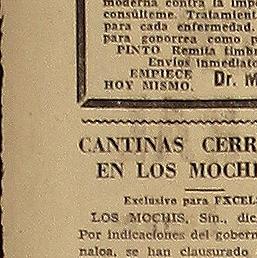 moderna contra la impo
consúlteme. Tratamient
para cada enfermedad,
para gonorrea como p
PINTO Remita timbr
Envíos inmediato
EMPIECE
HOY MISMO. Dr. M
CANTINAS CERR
EN LOS MOCHI
Exclusivo para EXCEL
LOS MOCHIS, Sin., dic
Por indicaciones del gobern
naloa, se han clausurado